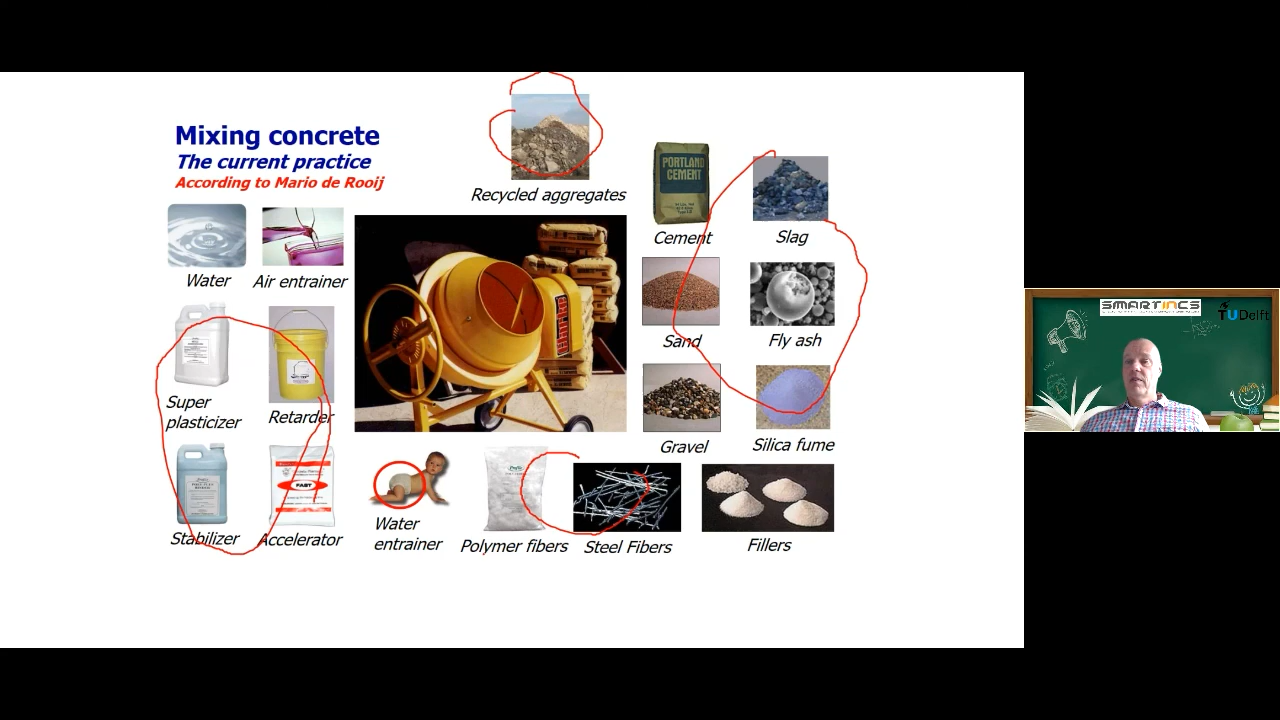 Mixing concrete
The current practice
According to Mario de Rooij
Recycled aggregates
PORTLAND
CEMENT
Cement
Slag
Water
Air entrainer
Sand
Fly ash
Super
plasticizer
Retarder
Gravel
Silica fume
FAST
Stabilizer
Accelerator
Water
entrainer
Polymer fibers
Steel Fibers
Fillers
SMARTINCS
TUDelft